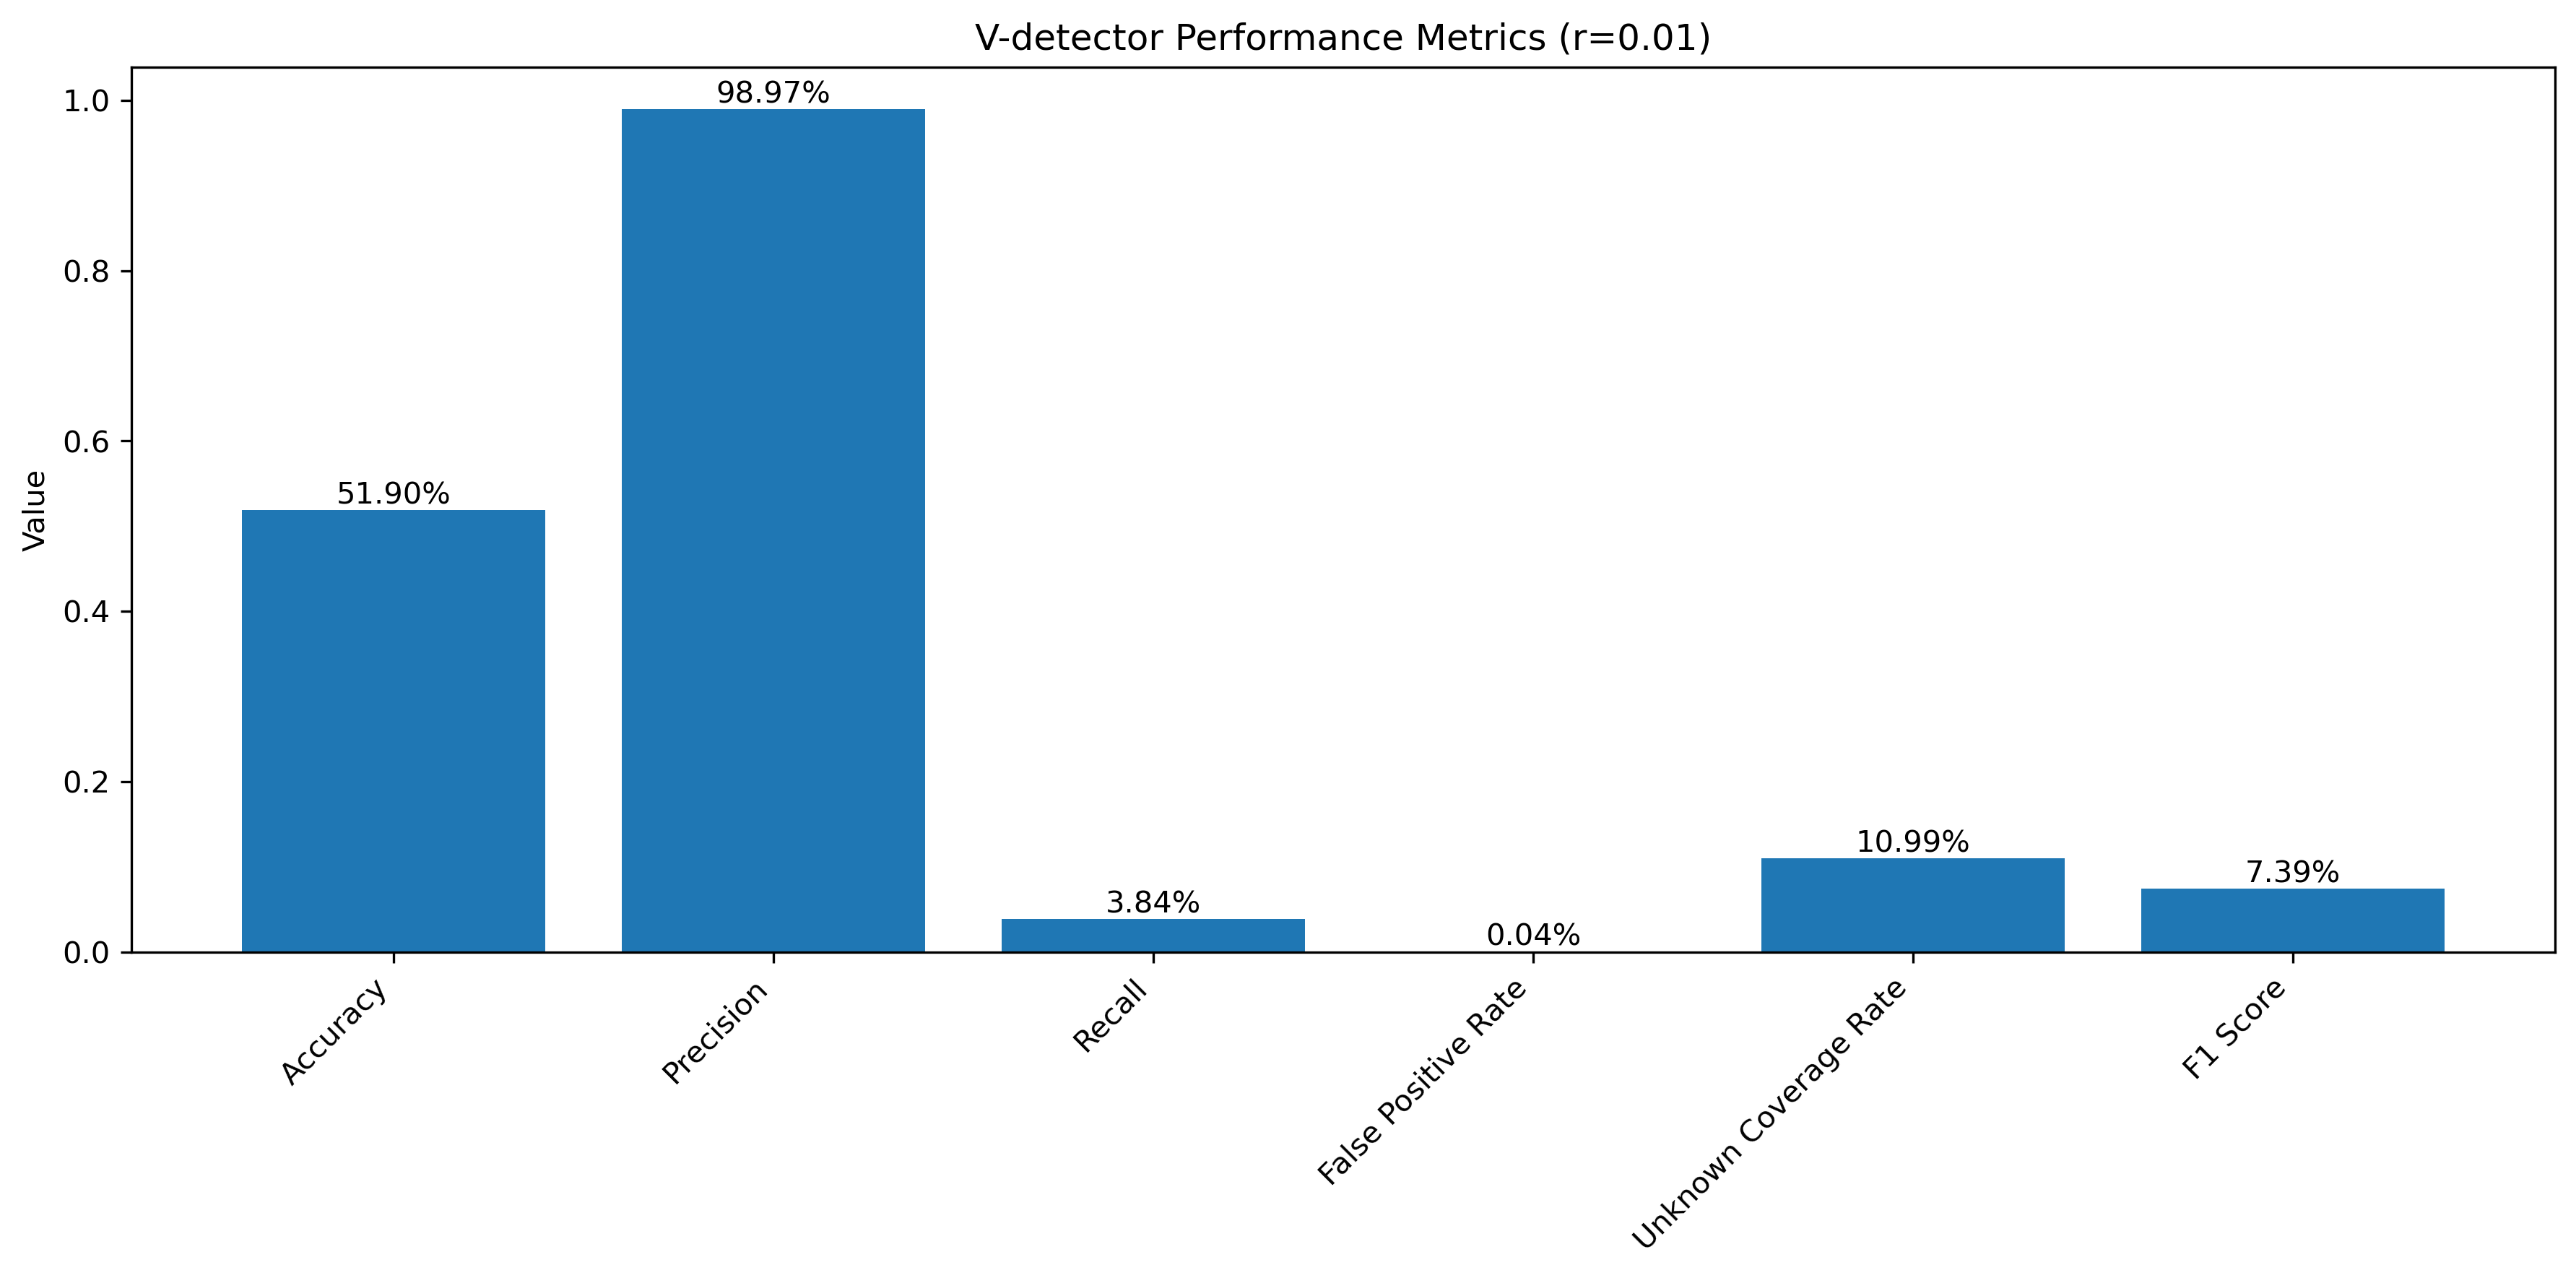 V-detector Performance Metrics (r=0.01)
1.0
0.8
0.6
0.4
0.2
0.0
Value
51.90%
98.97%
3.84%
0.04%
10.99%
7.39%
Accuracy
Precision
Recall
False Positive Rate
Unknown Coverage Rate
F1 Score